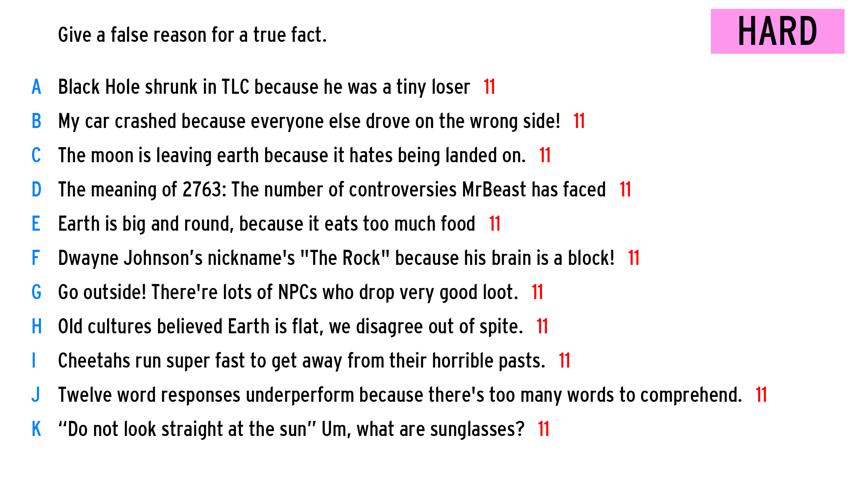 Give a false reason for a true fact.
HARD
A Black Hole shrunk in TLC because he was a tiny loser 11
B My car crashed because everyone else drove on the wrong side! 11
C The moon is leaving earth because it hates being landed on. 11
D The meaning of 2763: The number of controversies MrBeast has faced 11
E Earth is big and round, because it eats too much food 11
F Dwayne Johnson’s nickname's "The Rock" because his brain is a block! 11
G Go outside! There're lots of NPCs who drop very good loot. 11
H Old cultures believed Earth is flat, we disagree out of spite. 11
I Cheetahs run super fast to get away from their horrible pasts. 11
J Twelve word responses underperform because there's too many words to comprehend. 11
K “Do not look straight at the sun” Um, what are sunglasses? 11